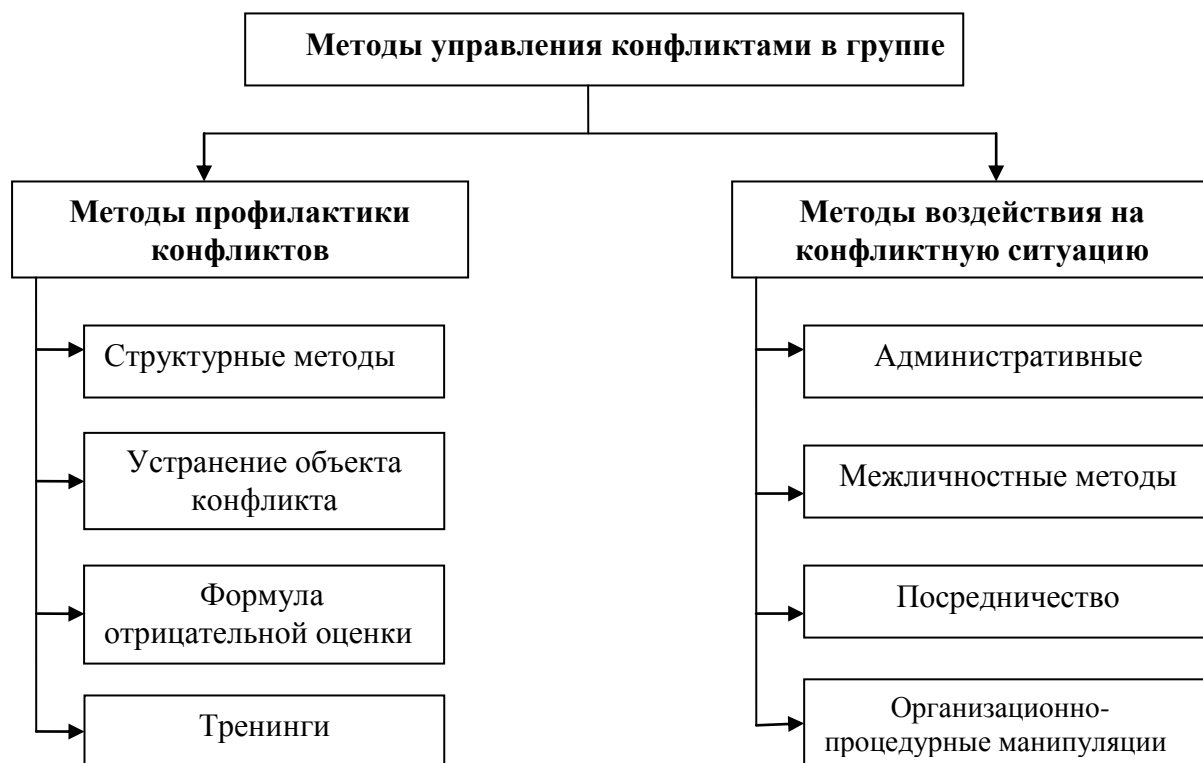 Методы управления конфликтами в группе
Методы профилактики
конфликтов
Структурные методы
Устранение объекта
конфликта
Формула
отрицательной оценки
Тренинги
Методы воздействия на
конфликтную ситуацию
Административные
Межличностные методы
Посредничество
Организационно-
процедурные манипуляции